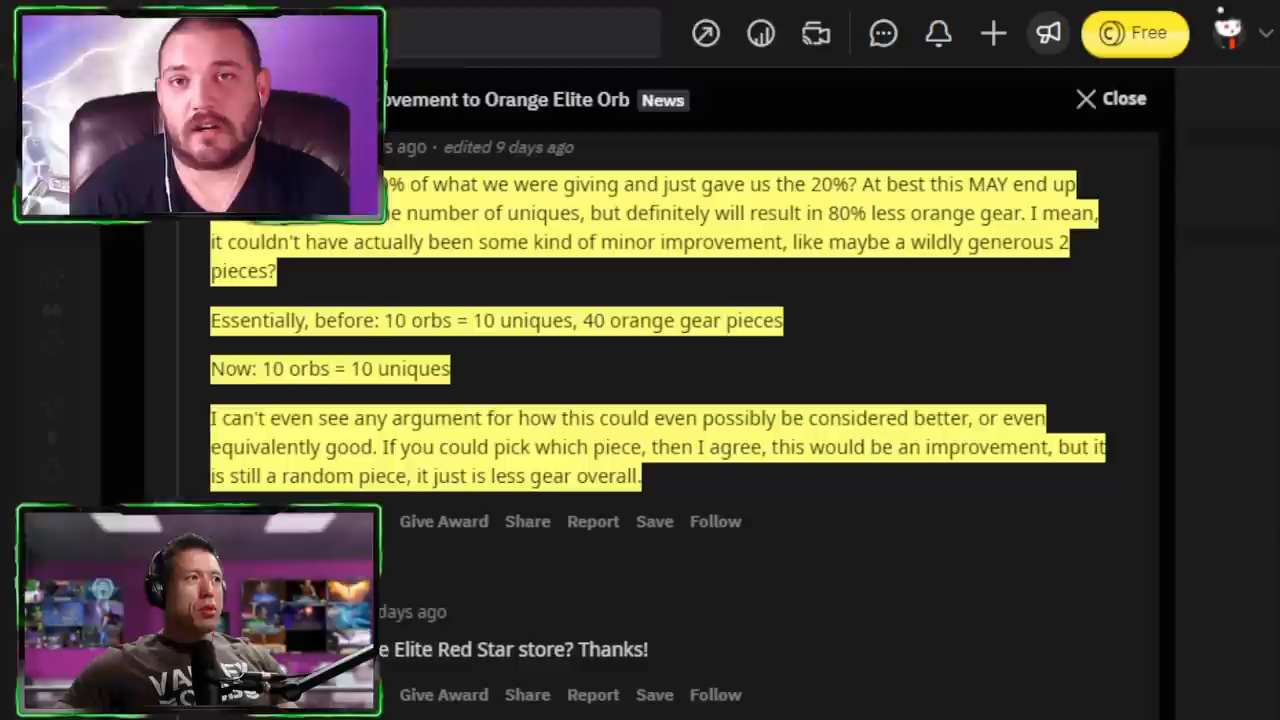 Free
ovement to Orange Elite Orb News
Close
s ago · edited 9 days ago
% of what we were giving and just gave us the 20%? At best this MAY end up
e number of uniques, but definitely will result in 80% less orange gear. I mean,
it couldn't have actually been some kind of minor improvement, like maybe a wildly generous 2
pieces?
Essentially, before: 10 orbs = 10 uniques, 40 orange gear pieces
Now: 10 orbs = 10 uniques
I can't even see any argument for how this could even possibly be considered better, or even
equivalently good. If you could pick which piece, then I agree, this would be an improvement, but it
is still a random piece, it just is less gear overall.
Give Award Share Report Save Follow
days ago
e Elite Red Star store? Thanks!
Give Award Share Report Save Follow